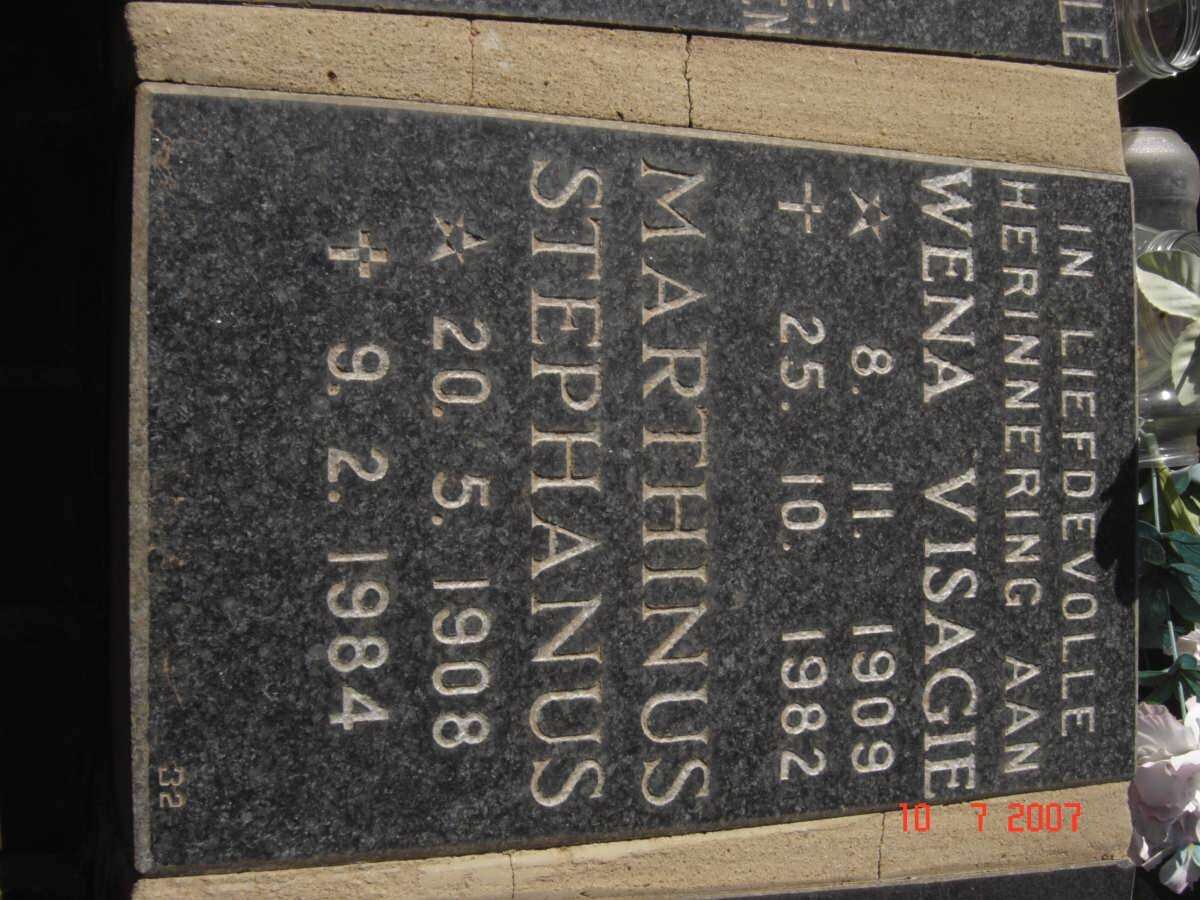 IN LIEFDEVOLLE
HERINNERING AAN
WENA VISAGIE
☆ 8. 11. 1909
✝ 25. 10. 1982
MARTHINUS
STEPHANUS
☆ 20. 5. 1908
✝ 9. 2. 1984
32
10 7 2007
LLE